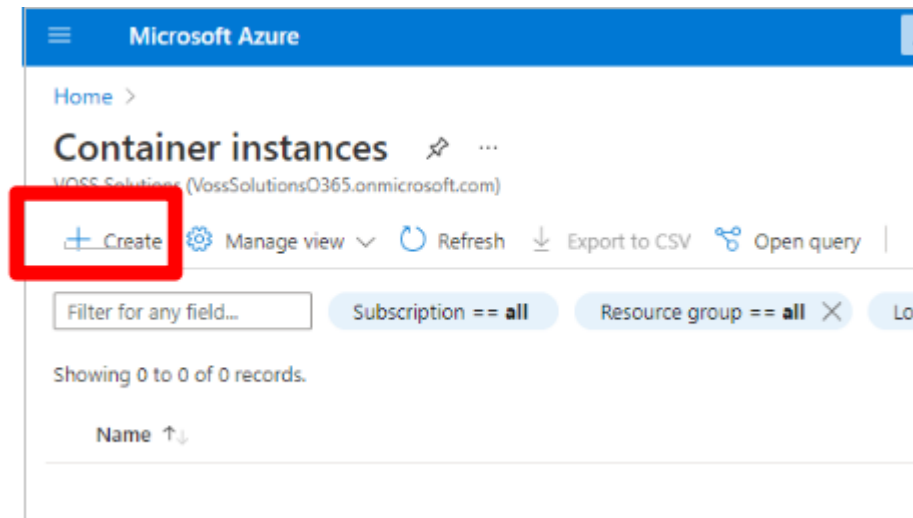 Microsoft Azure
Home >
Container instances ...
VOSS Solutions (VossSolutionsO365.onmicrosoft.com)
+ Create Manage view Refresh Export to CSV Open query
Filter for any field... Subscription == all Resource group == all × Lo
Showing 0 to 0 of 0 records.
Name ↑↓